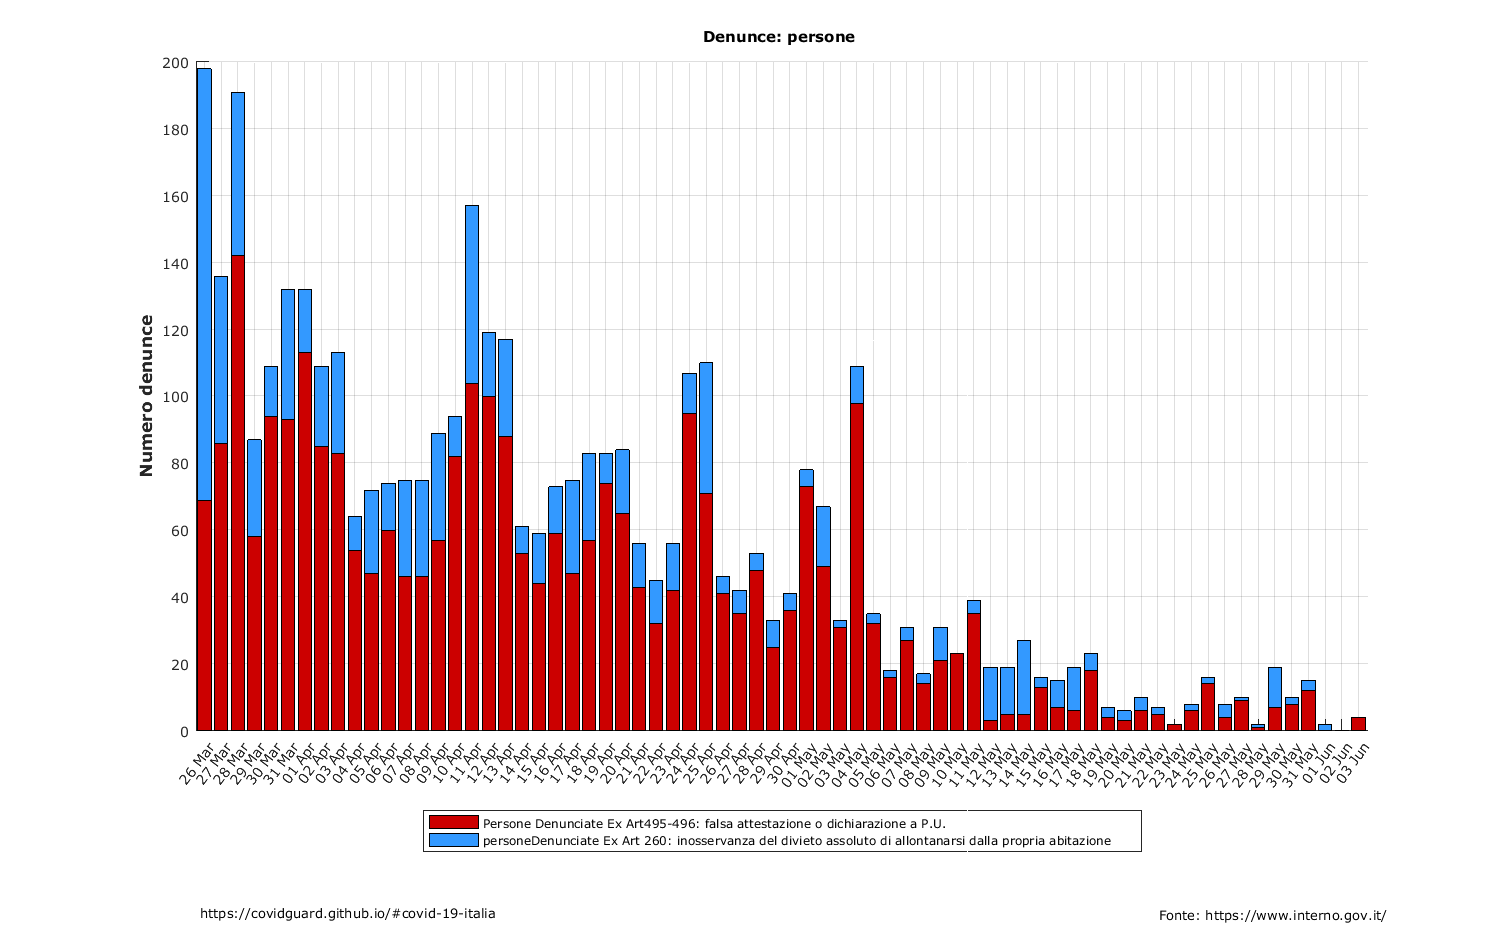 Denunce: persone
200
180
160
140
120
100
80
60
40
20
0
Numero denunce
26 Mar
27 Mar
28 Mar
29 Mar
30 Mar
31 Mar
01 Apr
02 Apr
03 Apr
04 Apr
05 Apr
06 Apr
07 Apr
08 Apr
09 Apr
10 Apr
11 Apr
12 Apr
13 Apr
14 Apr
15 Apr
16 Apr
17 Apr
18 Apr
19 Apr
20 Apr
21 Apr
22 Apr
23 Apr
24 Apr
25 Apr
26 Apr
27 Apr
28 Apr
29 Apr
30 Apr
01 May
02 May
03 May
04 May
05 May
06 May
07 May
08 May
09 May
10 May
11 May
12 May
13 May
14 May
15 May
16 May
17 May
18 May
19 May
20 May
21 May
22 May
23 May
24 May
25 May
26 May
27 May
28 May
29 May
30 May
31 May
01 Jun
02 Jun
03 Jun
Persone Denunciate Ex Art495-496: falsa attestazione o dichiarazione a P.U.
personeDenunciate Ex Art 260: inosservanza del divieto assoluto di allontanarsi dalla propria abitazione
https://covidguard.github.io/#covid-19-italia
Fonte: https://www.interno.gov.it/